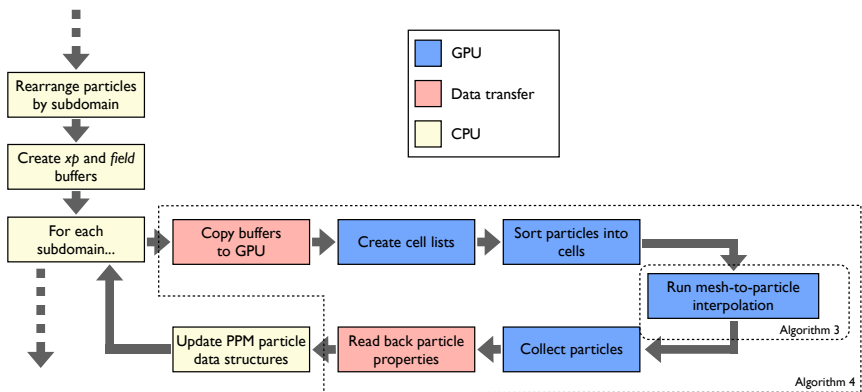 GPU
Data transfer
CPU
Rearrange particles
by subdomain
Create xp and field
buffers
For each
subdomain...
Copy buffers
to GPU
Create cell lists
Sort particles into
cells
Run mesh-to-particle
interpolation
Algorithm 3
Collect particles
Read back particle
properties
Update PPM particle
data structures
Algorithm 4